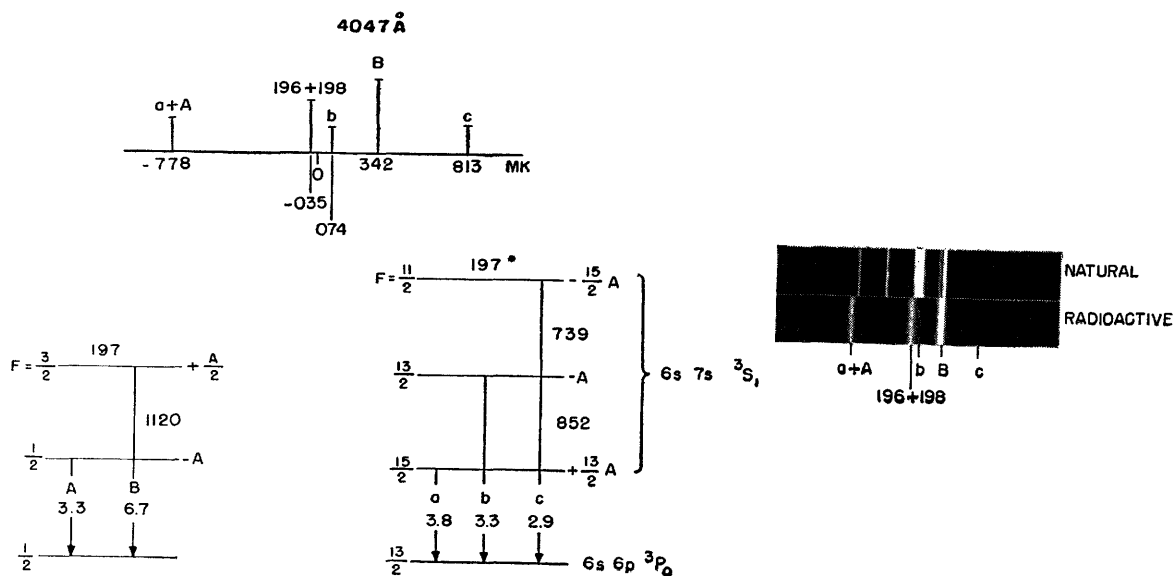 4047Å
B
196+198
a+A
b
c
-778
0
342
813
MK
-035
074
F = 11/2
197*
- 15/2 A
739
13/2
-A
852
15/2
+ 13/2 A
a
b
c
3.8
3.3
2.9
13/2
6s 6p ³P₀
6s 7s ³S₁
197
F = 3/2
+ A/2
1120
1/2
-A
A
B
3.3
6.7
1/2
NATURAL
RADIOACTIVE
a+A
b
B
c
196+198